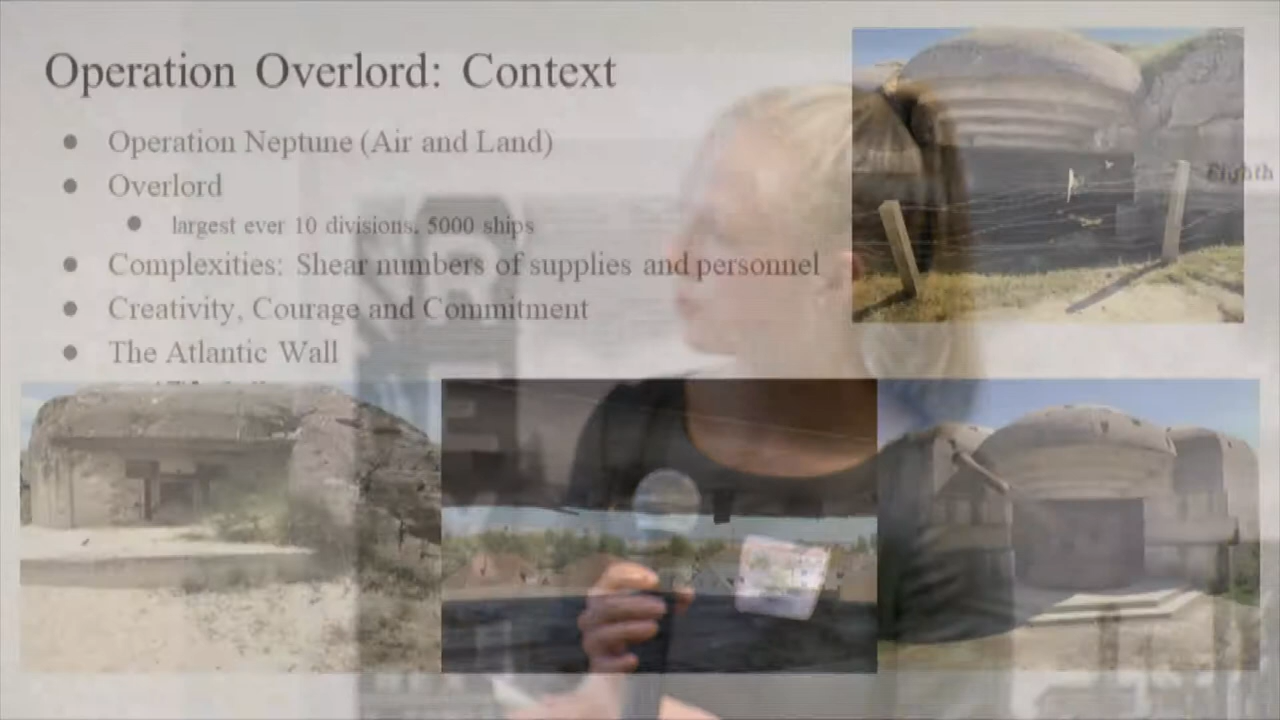 Operation Overlord: Context
Operation Neptune (Air and Land)
Overlord
largest ever 10 divisions. 5000 ships
Complexities: Shear numbers of supplies and personnel
Creativity, Courage and Commitment
The Atlantic Wall
Eighth